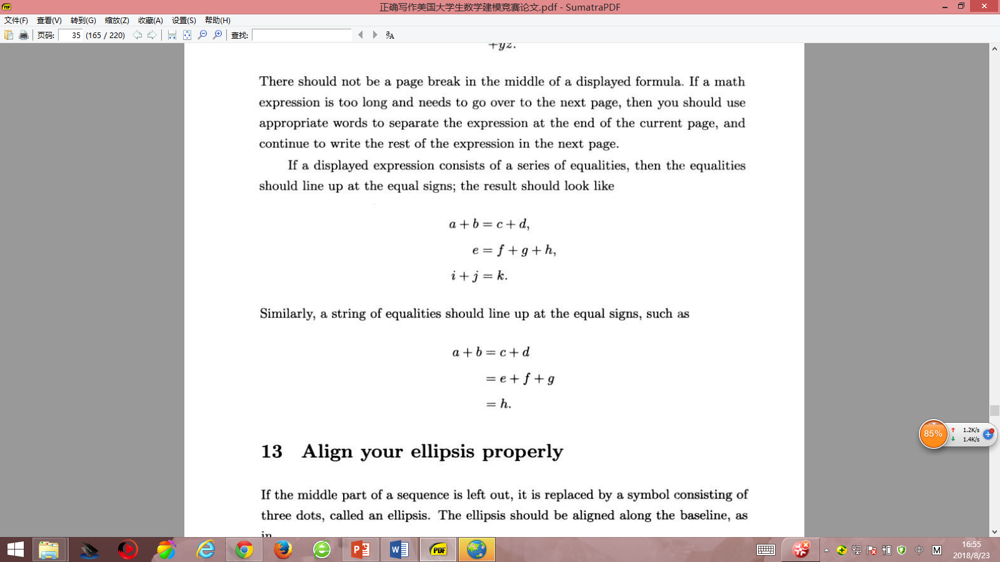 正确写作美国大学生数学建模竞赛论文.pdf - SumatraPDF
文件(F) 查看(V) 转到(G) 缩放(Z) 收藏(A) 设置(S) 帮助(H)
页码: 35 (165 / 220) 查找:
+yz.
There should not be a page break in the middle of a displayed formula. If a math
expression is too long and needs to go over to the next page, then you should use
appropriate words to separate the expression at the end of the current page, and
continue to write the rest of the expression in the next page.
If a displayed expression consists of a series of equalities, then the equalities
should line up at the equal signs; the result should look like
a + b = c + d,
e = f + g + h,
i + j = k.
Similarly, a string of equalities should line up at the equal signs, such as
a + b = c + d
= e + f + g
= h.
85%
1.2K/s
1.4K/s
13 Align your ellipsis properly
If the middle part of a sequence is left out, it is replaced by a symbol consisting of
three dots, called an ellipsis. The ellipsis should be aligned along the baseline, as
in
PDF
中 M
16:55
2018/8/23